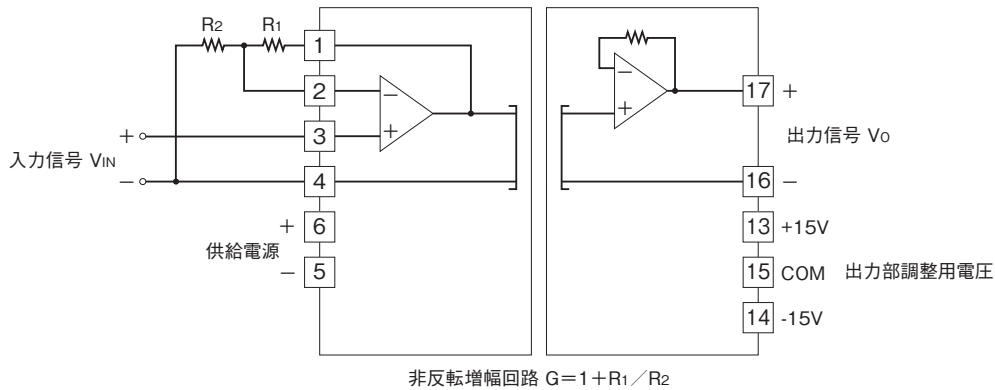 R2 R1
1
2
3
4
6
5
+
入力信号 VIN
−
+
供給電源
−
−
+
−
+
17 +
出力信号 VO
16 −
13 +15V
15 COM 出力部調整用電圧
14 -15V
非反転増幅回路 G=1+R1/R2